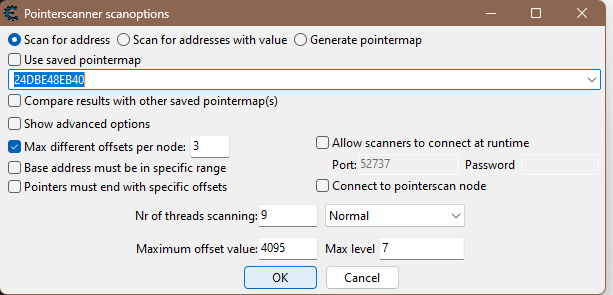 Pointerscanner scanoptions
Scan for address Scan for addresses with value Generate pointermap
Use saved pointermap
24DBE48EB40
Compare results with other saved pointermap(s)
Show advanced options
Max different offsets per node: 3
Allow scanners to connect at runtime
Base address must be in specific range
Port: 52737 Password
Pointers must end with specific offsets
Connect to pointerscan node
Nr of threads scanning: 9 Normal
Maximum offset value: 4095 Max level 7
OK Cancel